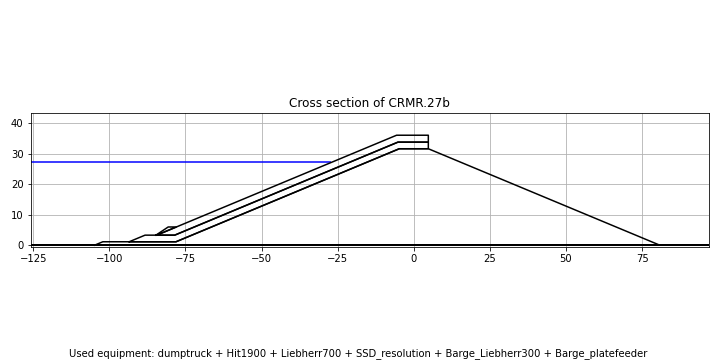 Cross section of CRMR.27b
40
30
20
10
0
−125 −100 −75 −50 −25 0 25 50 75
Used equipment: dumptruck + Hit1900 + Liebherr700 + SSD_resolution + Barge_Liebherr300 + Barge_platefeeder